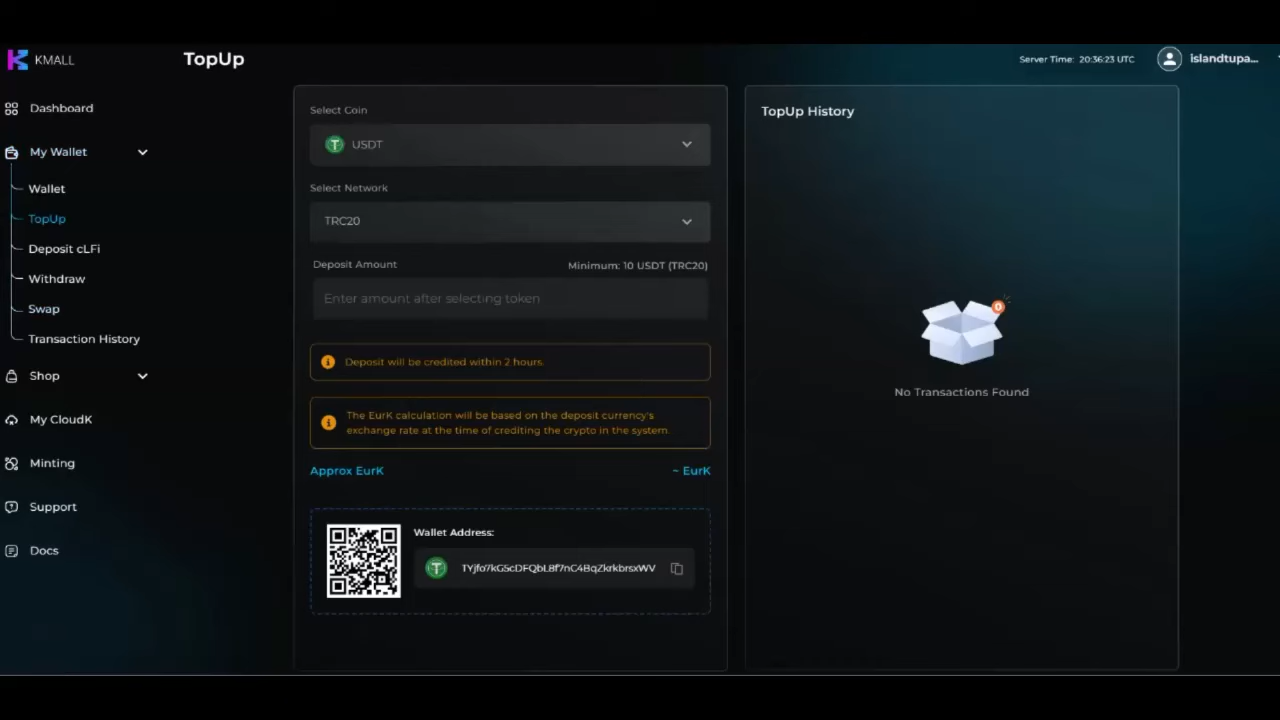 KMALL
TopUp
Server Time: 20:36:23 UTC
islandtupa...
Dashboard
My Wallet
Wallet
TopUp
Deposit cLFi
Withdraw
Swap
Transaction History
Shop
My CloudK
Minting
Support
Docs
Select Coin
USDT
Select Network
TRC20
Deposit Amount
Minimum: 10 USDT (TRC20)
Enter amount after selecting token
Deposit will be credited within 2 hours.
The EurK calculation will be based on the deposit currency's
exchange rate at the time of crediting the crypto in the system.
Approx EurK
~ EurK
Wallet Address:
TopUp History
0
No Transactions Found